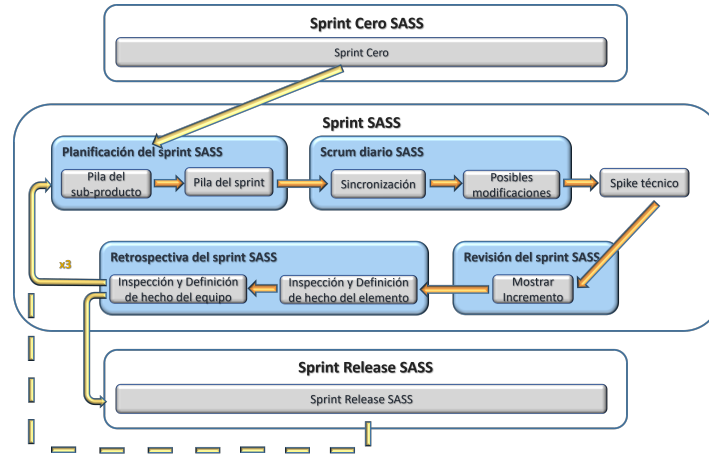 Sprint Cero SASS
Sprint Cero
Sprint SASS
Planificación del sprint SASS
Pila del
sub-producto
Pila del sprint
Scrum diario SASS
Sincronización
Posibles
modificaciones
Spike técnico
x3
Retrospectiva del sprint SASS
Inspección y Definición
de hecho del equipo
Inspección y Definición
de hecho del elemento
Revisión del sprint SASS
Mostrar
Incremento
Sprint Release SASS
Sprint Release SASS